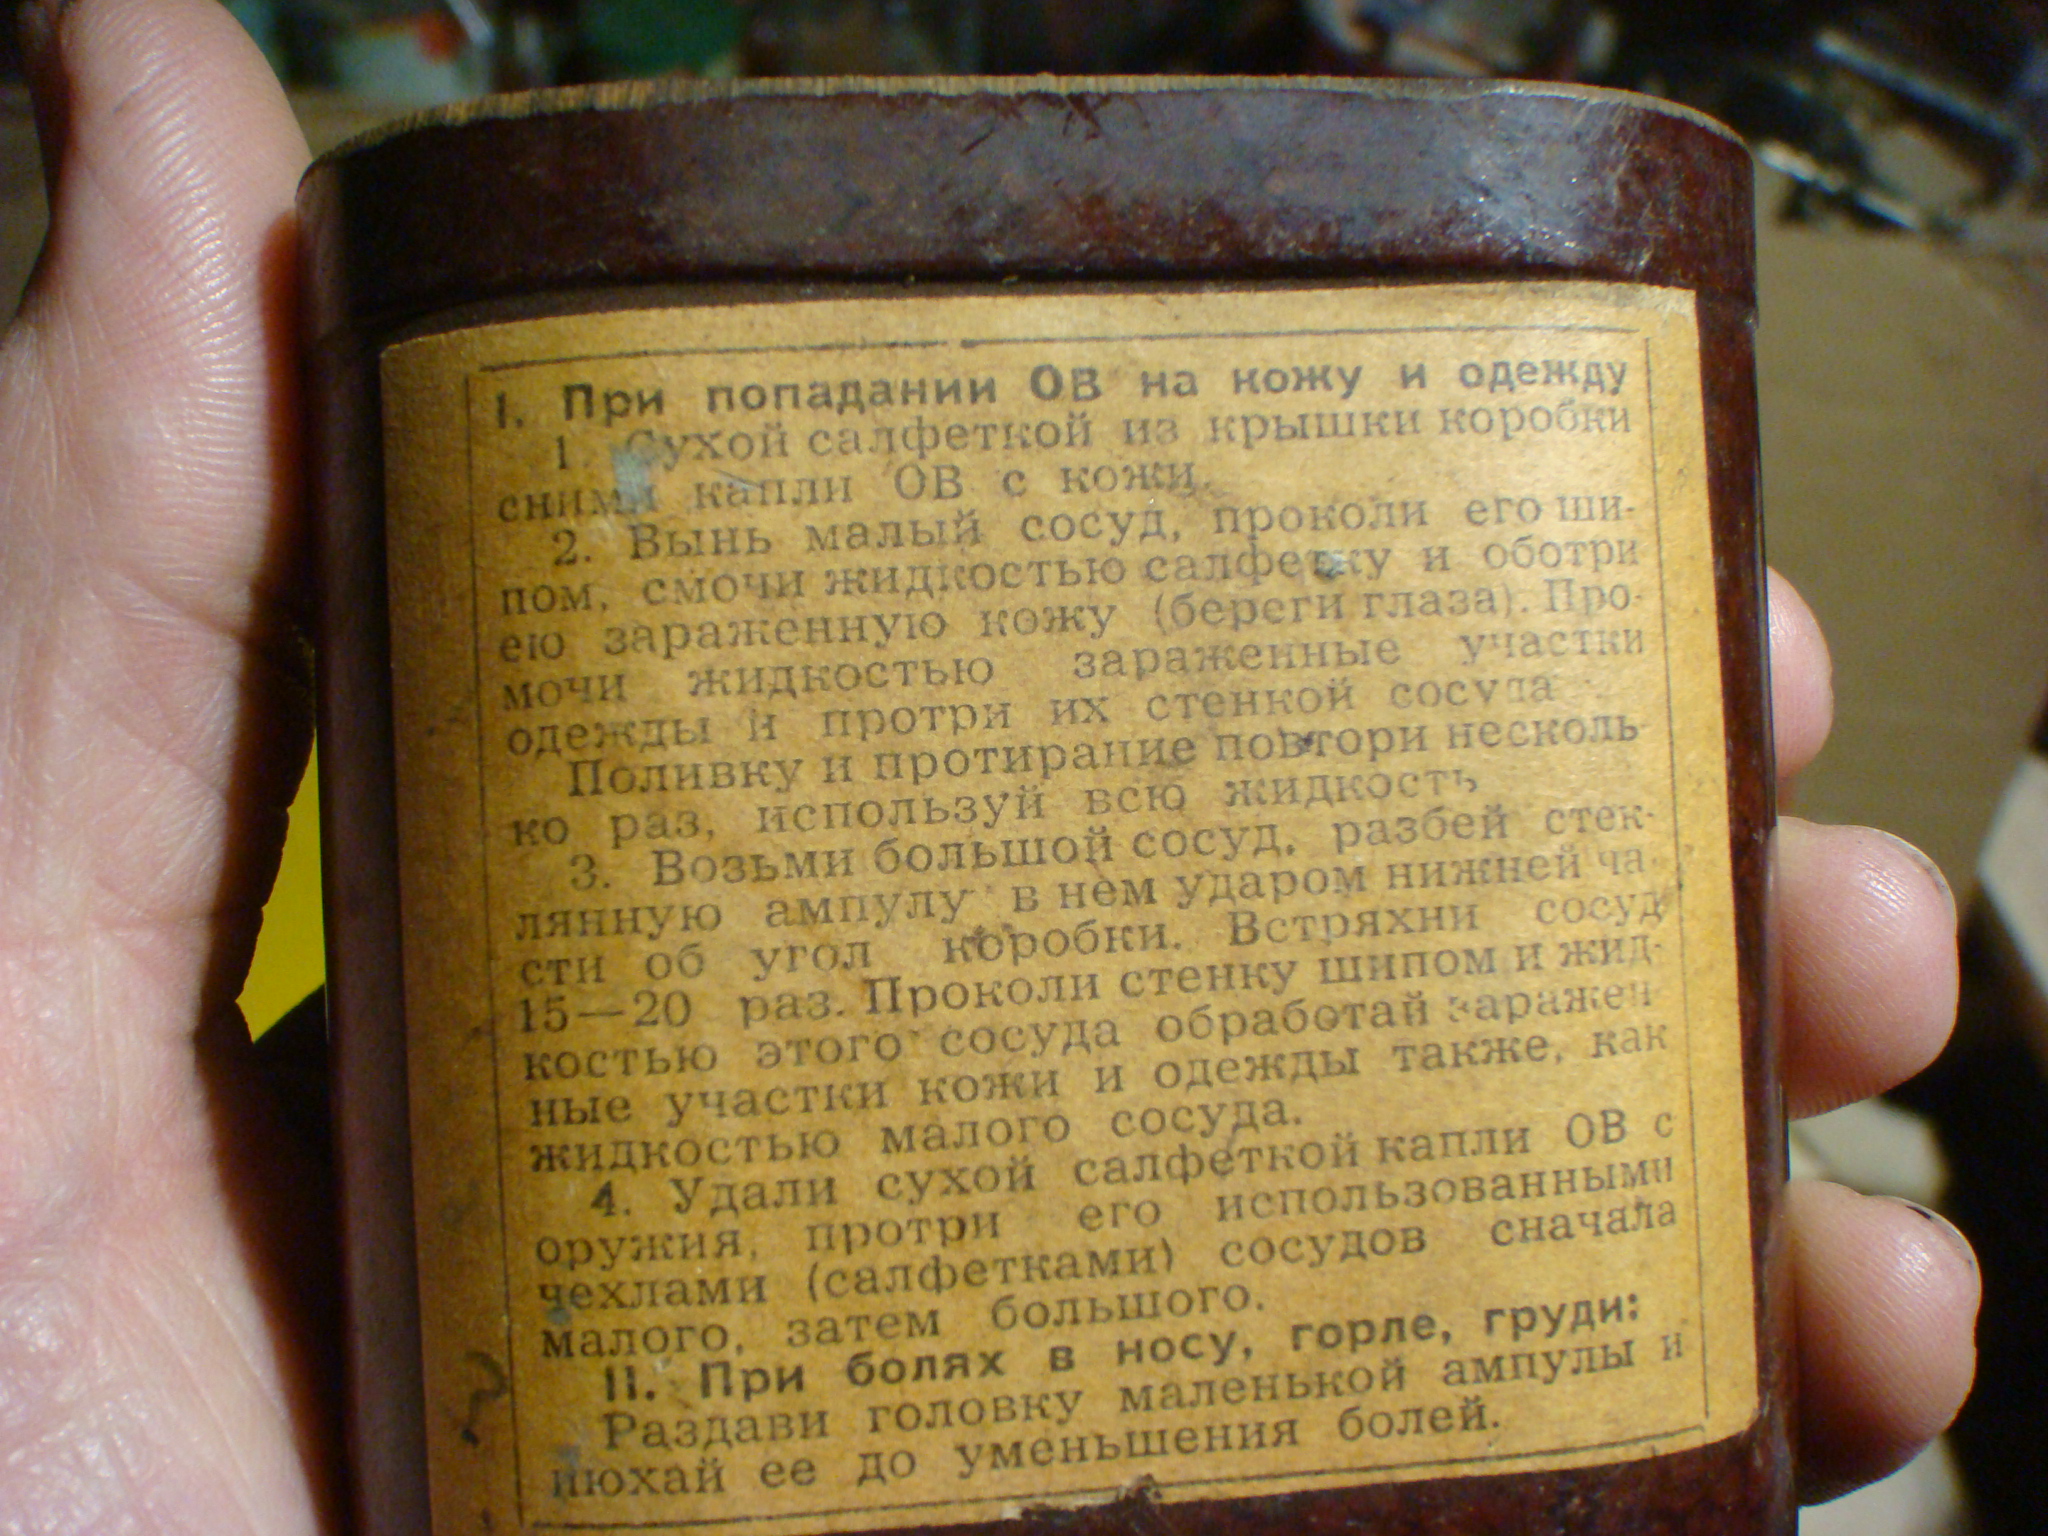 I. При попадании ОВ на кожу и одежду
1. Сухой салфеткой из крышки коробки
сними капли ОВ с кожи.
2. Вынь малый сосуд, проколи его ши-
пом, смочи жидкостью салфетку и оботри
ею зараженную кожу (береги глаза). Про-
мочи жидкостью зараженные участки
одежды и протри их стенкой сосуда
Поливку и протирание повтори несколь-
ко раз, используй всю жидкость
3. Возьми большой сосуд, разбей стек-
лянную ампулу в нем ударом нижней ча
сти об угол коробки. Встряхни сосуд
15—20 раз. Проколи стенку шипом и жид-
костью этого сосуда обработай заражен-
ные участки кожи и одежды также, как
жидкостью малого сосуда.
4. Удали сухой салфеткой капли ОВ с
оружия, протри его использованными
чехлами (салфетками) сосудов сначала
малого, затем большого.
II. При болях в носу, горле, груди:
Раздави головку маленькой ампулы и
нюхай ее до уменьшения болей.